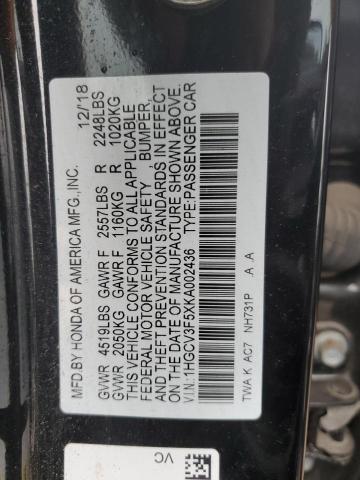 MFD. BY HONDA OF AMERICA MFG., INC. 12/18
GVWR 4519LBS GAWR F 2557LBS R 2248LBS
GVWR 2050KG GAWR F 1160KG R 1020KG
THIS VEHICLE CONFORMS TO ALL APPLICABLE
FEDERAL MOTOR VEHICLE SAFETY, BUMPER,
AND THEFT PREVENTION STANDARDS IN EFFECT
ON THE DATE OF MANUFACTURE SHOWN ABOVE.
V.I.N.: 1HGCV3F5XKA002436 TYPE:PASSENGER CAR
TWA K AC7 NH731P .A .A
VC